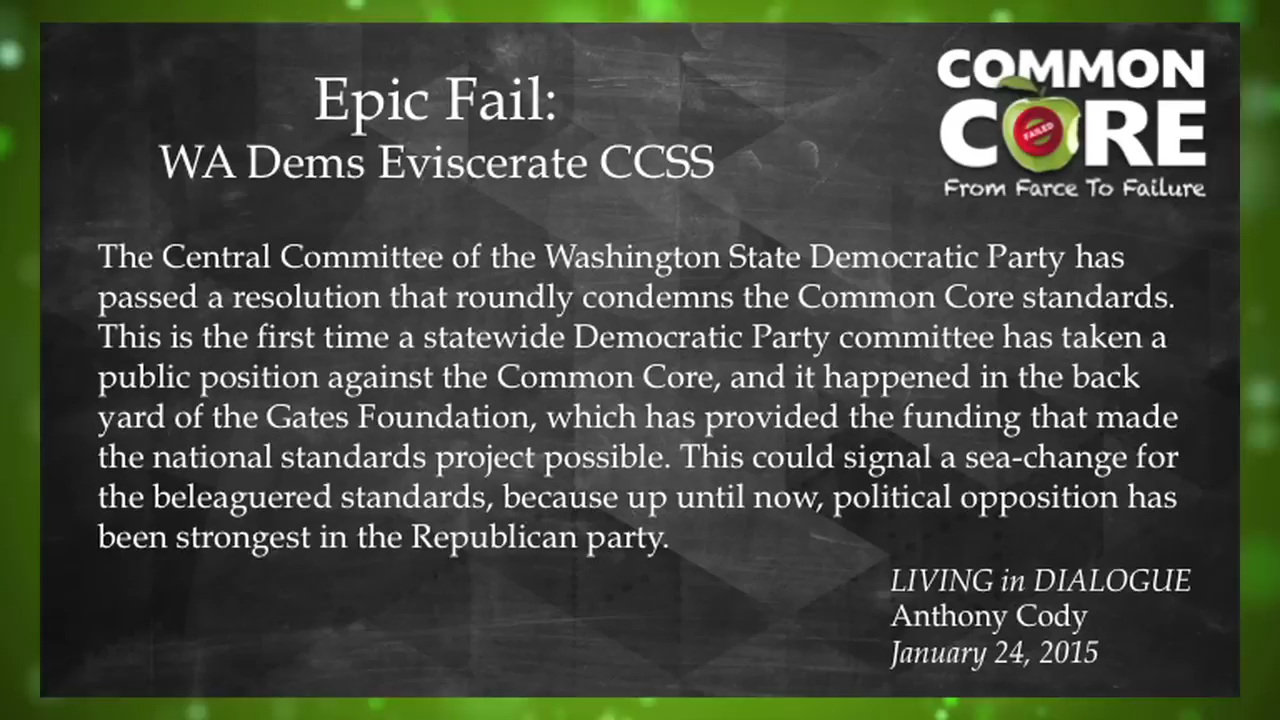 Epic Fail:
WA Dems Eviscerate CCSS
COMMON
CORE
FAILED
From Farce To Failure
The Central Committee of the Washington State Democratic Party has
passed a resolution that roundly condemns the Common Core standards.
This is the first time a statewide Democratic Party committee has taken a
public position against the Common Core, and it happened in the back
yard of the Gates Foundation, which has provided the funding that made
the national standards project possible. This could signal a sea-change for
the beleaguered standards, because up until now, political opposition has
been strongest in the Republican party.
LIVING in DIALOGUE
Anthony Cody
January 24, 2015